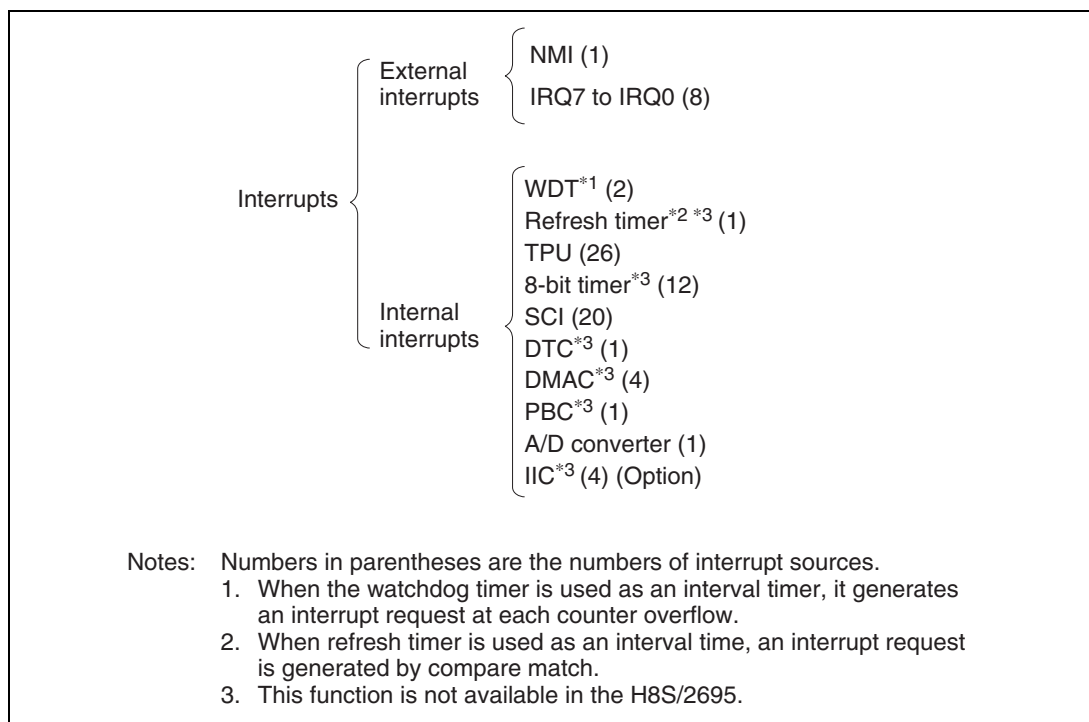 Interrupts
External
interrupts
NMI (1)
IRQ7 to IRQ0 (8)
Internal
interrupts
WDT*1 (2)
Refresh timer*2 *3 (1)
TPU (26)
8-bit timer*3 (12)
SCI (20)
DTC*3 (1)
DMAC*3 (4)
PBC*3 (1)
A/D converter (1)
IIC*3 (4) (Option)
Notes: Numbers in parentheses are the numbers of interrupt sources.
1. When the watchdog timer is used as an interval timer, it generates
an interrupt request at each counter overflow.
2. When refresh timer is used as an interval time, an interrupt request
is generated by compare match.
3. This function is not available in the H8S/2695.